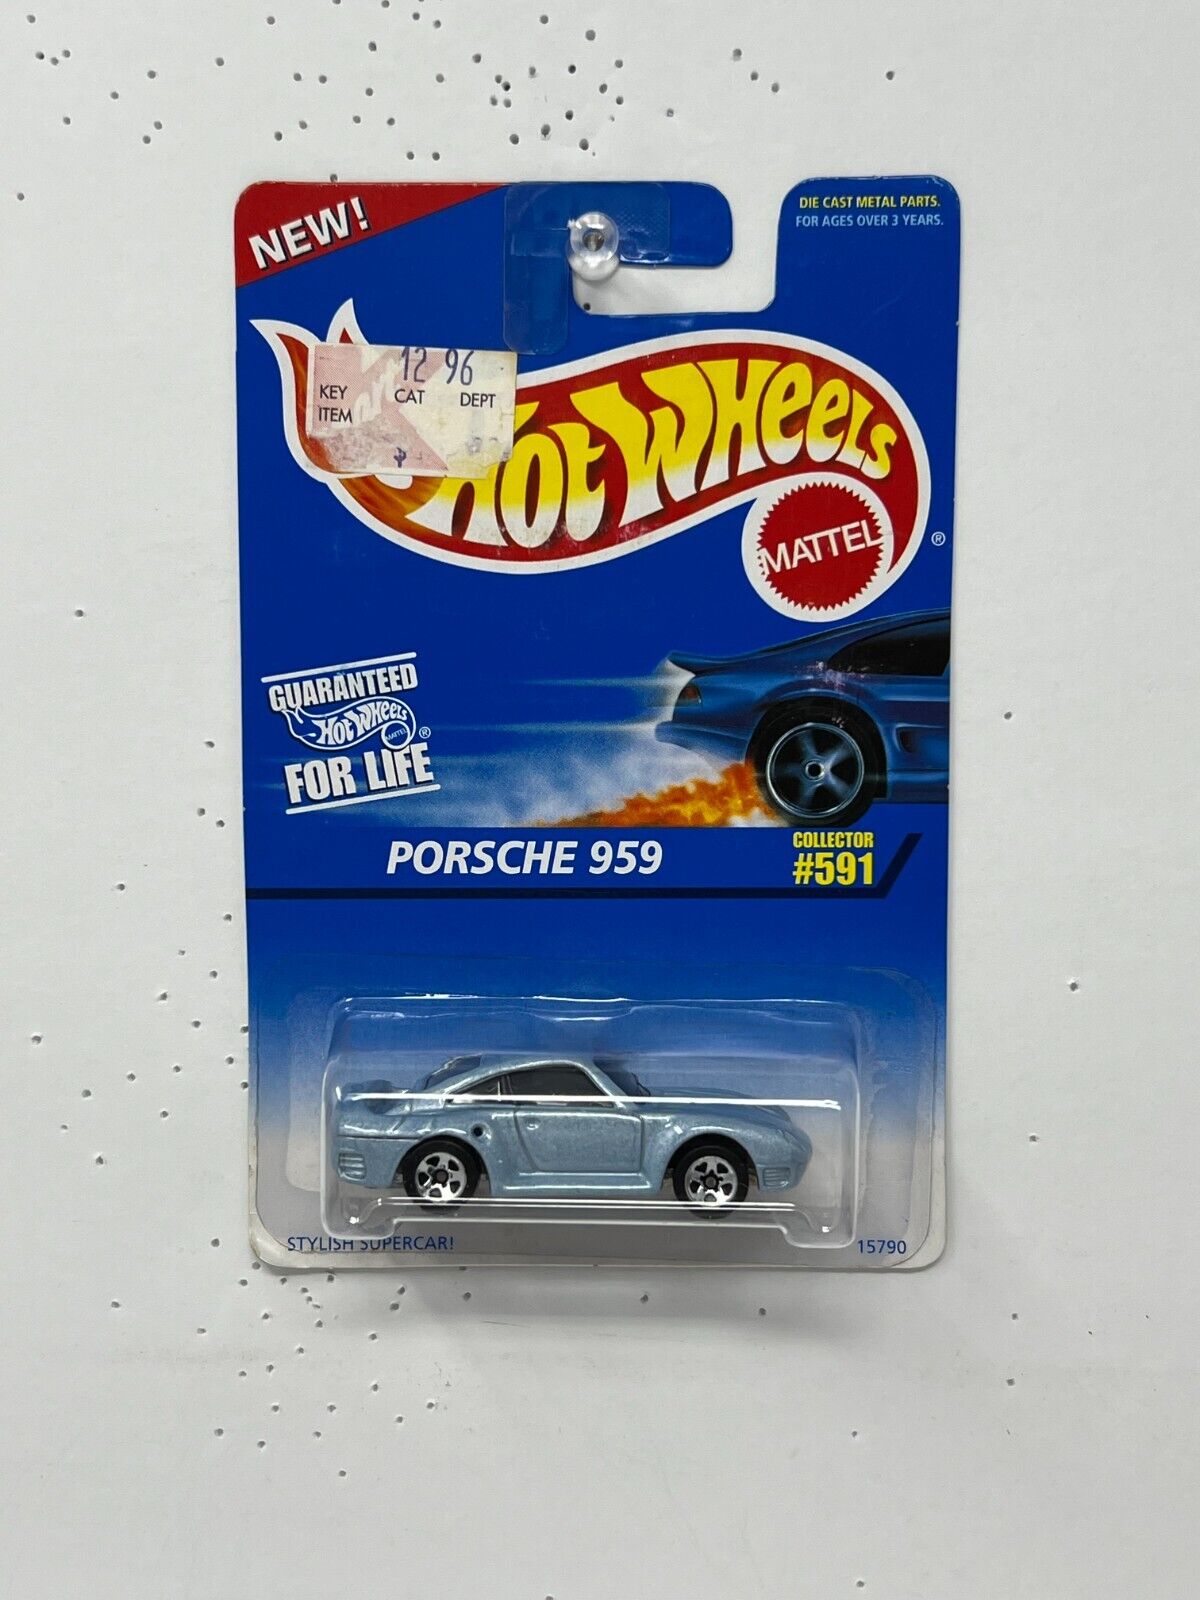 NEW!
DIE CAST METAL PARTS.
FOR AGES OVER 3 YEARS.
12 96
KEY CAT DEPT
ITEM
HOT WHEELS
MATTEL
®
GUARANTEED
HOT WHEELS
MATTEL ®
FOR LIFE
PORSCHE 959
COLLECTOR
#591
STYLISH SUPERCAR!
15790